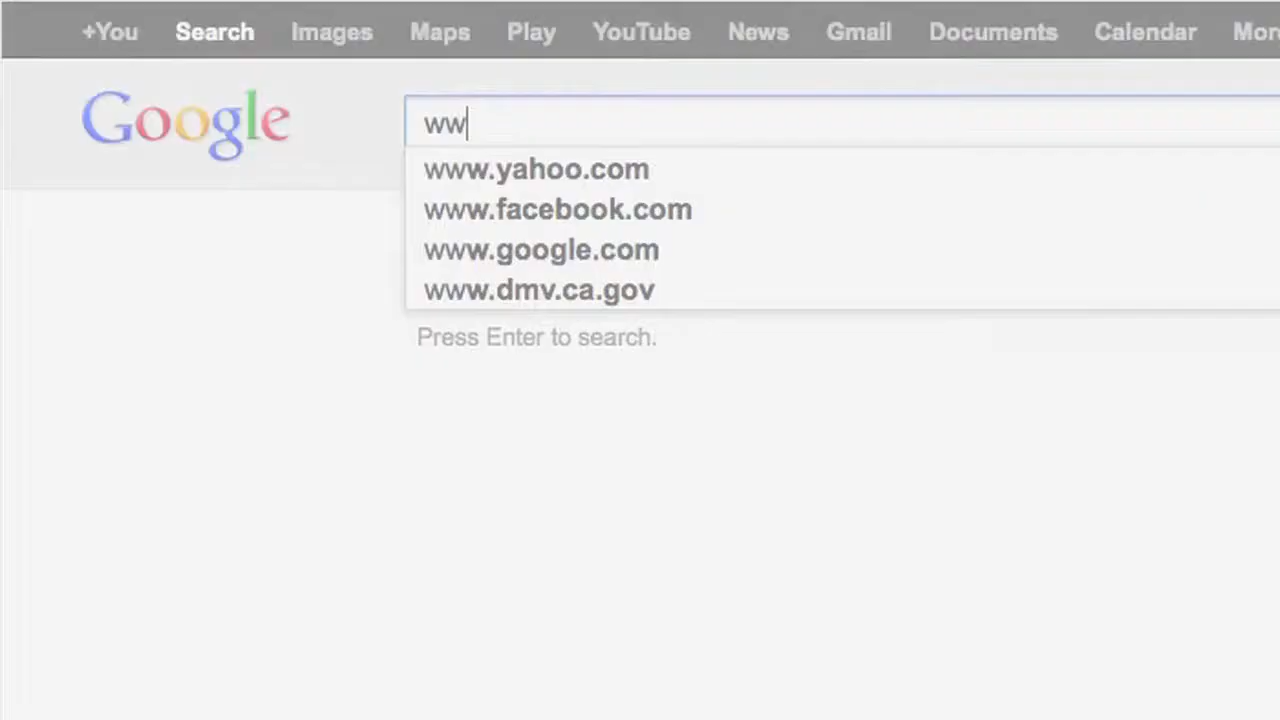 +You Search Images Maps Play YouTube News Gmail Documents Calendar
Google
ww
www.yahoo.com
www.facebook.com
www.google.com
www.dmv.ca.gov
Press Enter to search.